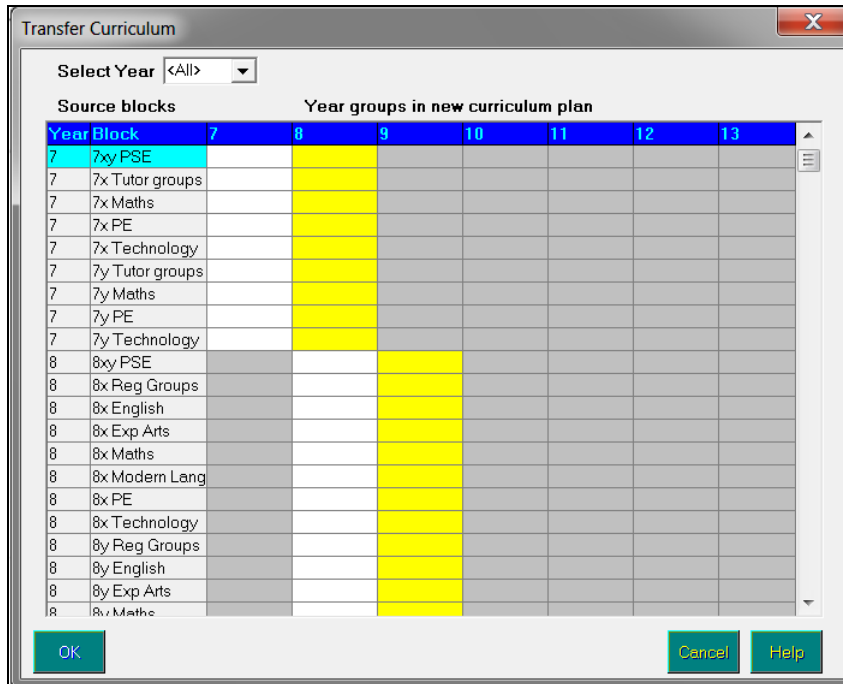 Transfer Curriculum
X
Select Year <All>
Source blocks Year groups in new curriculum plan
Year Block 7 8 9 10 11 12 13
7 7xy PSE
7 7x Tutor groups
7 7x Maths
7 7x PE
7 7x Technology
7 7y Tutor groups
7 7y Maths
7 7y PE
7 7y Technology
8 8xy PSE
8 8x Reg Groups
8 8x English
8 8x Exp Arts
8 8x Maths
8 8x Modern Lang
8 8x PE
8 8x Technology
8 8y Reg Groups
8 8y English
8 8y Exp Arts
8 8y Maths
OK Cancel Help